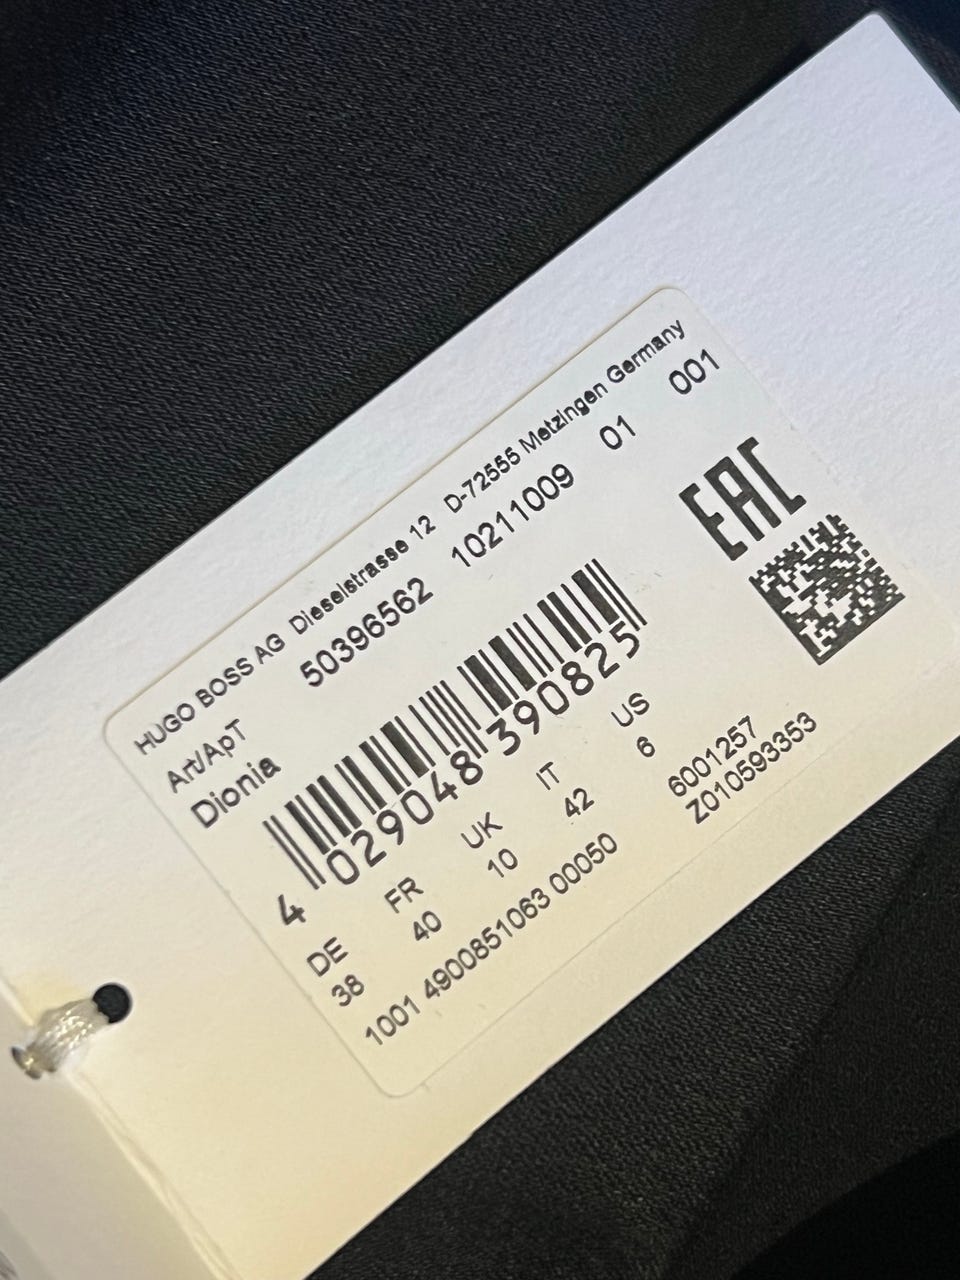 HUGO BOSS AG Dieselstrasse 12 D-72555 Metzingen Germany
Art/ApT 50396562 10211009 01 001
Dionia
EAC
4 029048 390825
DE FR UK IT US
38 40 10 42 6
6001257
1001 4900851063 00050 Z010593353